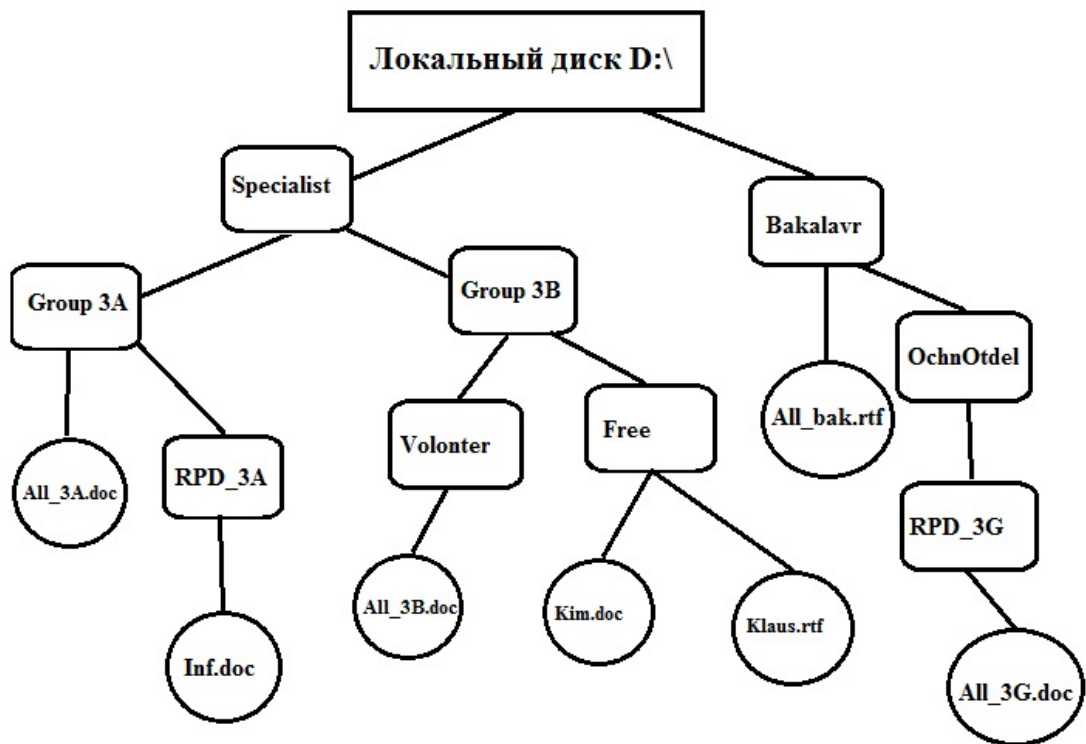 Локальный диск D:\
Specialist
Bakalavr
Group 3A
Group 3B
OchnOtdel
All_bak.rtf
Volonter
Free
All_3A.doc
RPD_3A
RPD_3G
All_3B.doc
Kim.doc
Klaus.rtf
Inf.doc
All_3G.doc